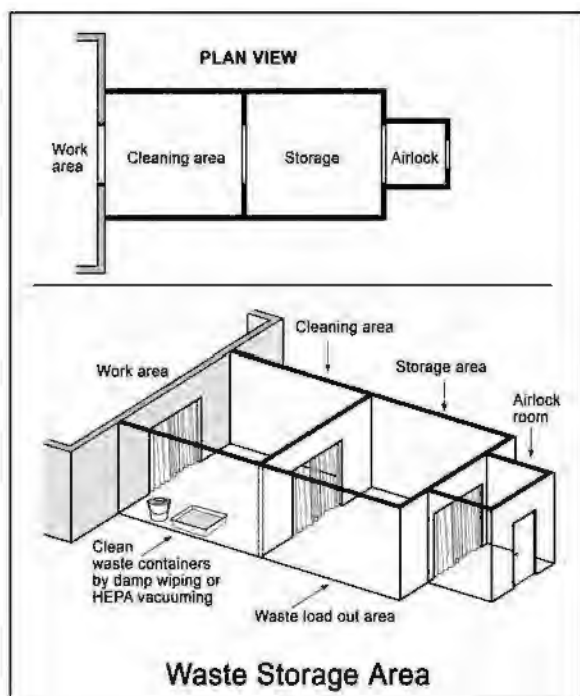 PLAN VIEW
Work
area
Cleaning area
Storage
Airlock
Cleaning area
Work area
Storage area
Airlock
room
Clean
waste containers
by damp wiping or
HEPA vacuuming
Waste load out area
Waste Storage Area